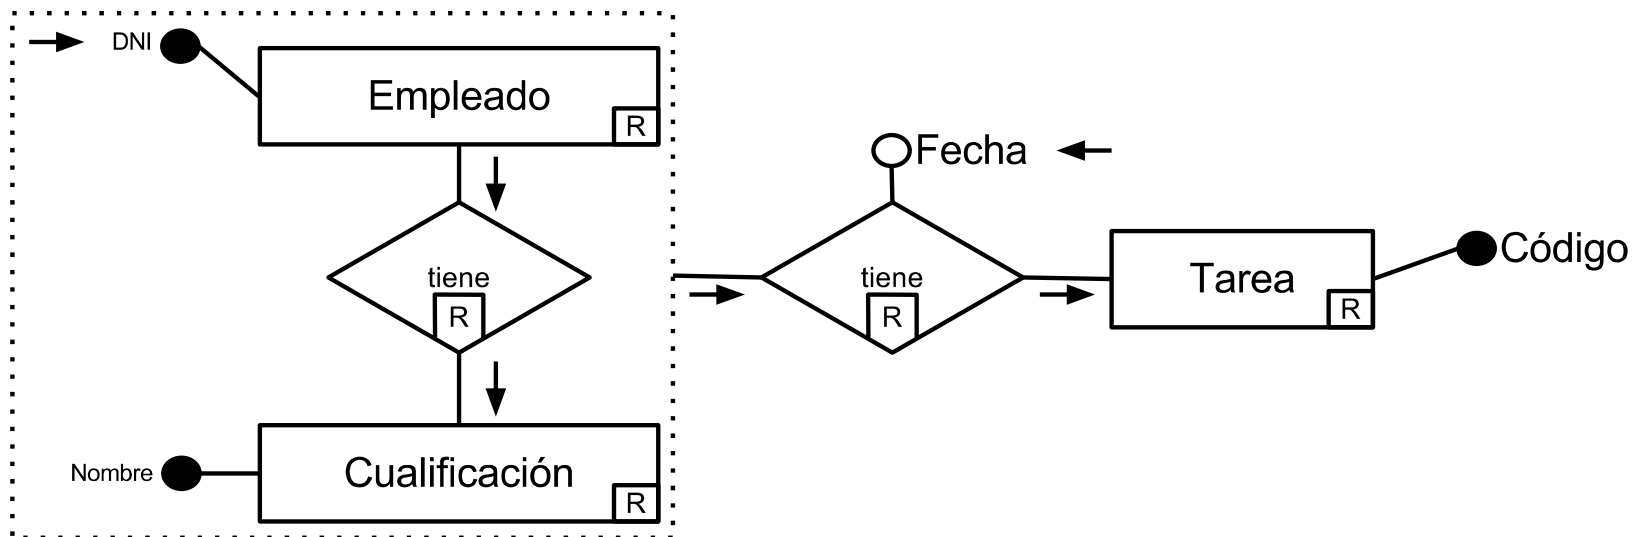 DNI
Empleado
R
tiene
R
Nombre
Cualificación
R
Fecha
tiene
R
Tarea
R
Código